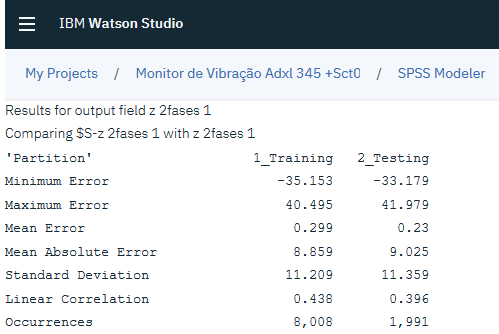 IBM Watson Studio
My Projects / Monitor de Vibração Adxl 345 +Sct0 / SPSS Modeler
Results for output field z 2fases 1
Comparing $S-z 2fases 1 with z 2fases 1
'Partition' 1_Training 2_Testing
Minimum Error -35.153 -33.179
Maximum Error 40.495 41.979
Mean Error 0.299 0.23
Mean Absolute Error 8.859 9.025
Standard Deviation 11.209 11.359
Linear Correlation 0.438 0.396
Occurrences 8,008 1,991